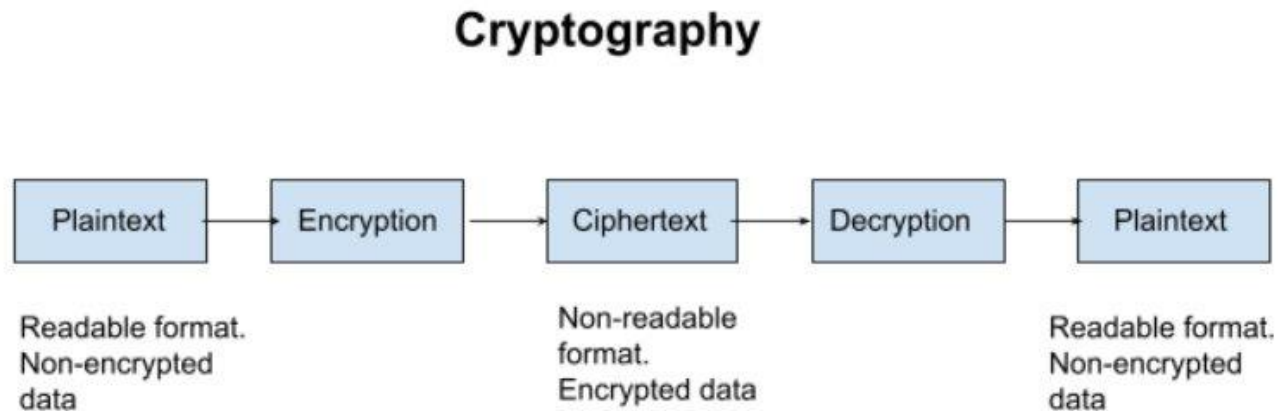 Cryptography
Plaintext
Encryption
Ciphertext
Decryption
Plaintext
Readable format.
Non-encrypted
data
Non-readable
format.
Encrypted data
Readable format.
Non-encrypted
data